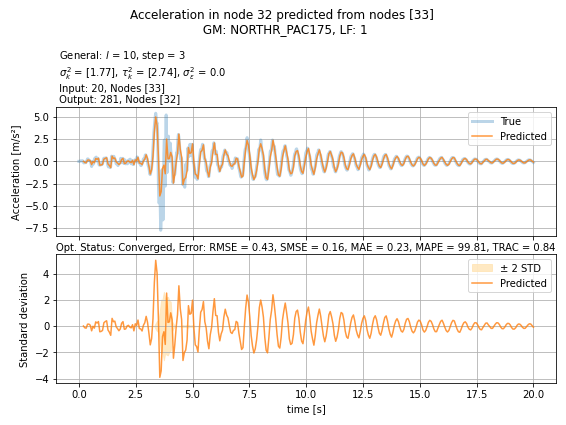 Acceleration in node 32 predicted from nodes [33]
GM: NORTHR_PAC175, LF: 1
General: l = 10, step = 3
σ_k² = [1.77], τ_k² = [2.74], σ_ε² = 0.0
Input: 20, Nodes [33]
Output: 281, Nodes [32]
True
Predicted
Acceleration [m/s²]
5.0
2.5
0.0
−2.5
−5.0
−7.5
Opt. Status: Converged, Error: RMSE = 0.43, SMSE = 0.16, MAE = 0.23, MAPE = 99.81, TRAC = 0.84
± 2 STD
Predicted
Standard deviation
4
2
0
−2
−4
0.0 2.5 5.0 7.5 10.0 12.5 15.0 17.5 20.0
time [s]